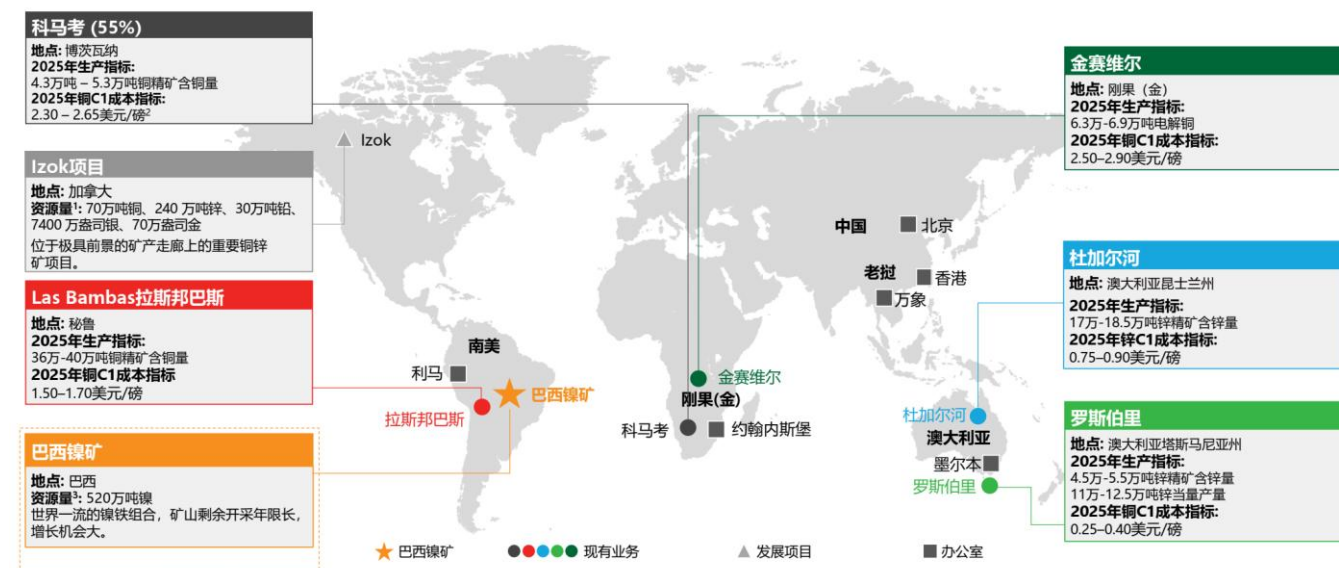 科马考 (55%)
地点: 博茨瓦纳
2025年生产指标:
4.3万吨 – 5.3万吨铜精矿含铜量
2025年铜C1成本指标:
2.30 – 2.65美元/磅²
Izok项目
地点: 加拿大
资源量¹: 70万吨铜、240 万吨锌、30万吨铅、
7400 万盎司银、70万盎司金
位于极具前景的矿产走廊上的重要铜锌
矿项目。
Las Bambas拉斯邦巴斯
地点: 秘鲁
2025年生产指标:
36万-40万吨铜精矿含铜量
2025年铜C1成本指标
1.50–1.70美元/磅
巴西镍矿
地点: 巴西
资源量³: 520万吨镍
世界一流的镍铁组合，矿山剩余开采年限长，
增长机会大。
Izok
南美
利马
巴西镍矿
拉斯邦巴斯
中国
北京
老挝
香港
万象
金赛维尔
刚果(金)
科马考
约翰内斯堡
杜加尔河
澳大利亚
墨尔本
罗斯伯里
金赛维尔
地点: 刚果（金）
2025年生产指标:
6.3万-6.9万吨电解铜
2025年铜C1成本指标:
2.50–2.90美元/磅
杜加尔河
地点: 澳大利亚昆士兰州
2025年生产指标:
17万-18.5万吨锌精矿含锌量
2025年锌C1成本指标:
0.75–0.90美元/磅
罗斯伯里
地点: 澳大利亚塔斯马尼亚州
2025年生产指标:
4.5万-5.5万吨锌精矿含锌量
11万-12.5万吨锌当量产量
2025年铜C1成本指标:
0.25–0.40美元/磅
巴西镍矿
现有业务
发展项目
办公室